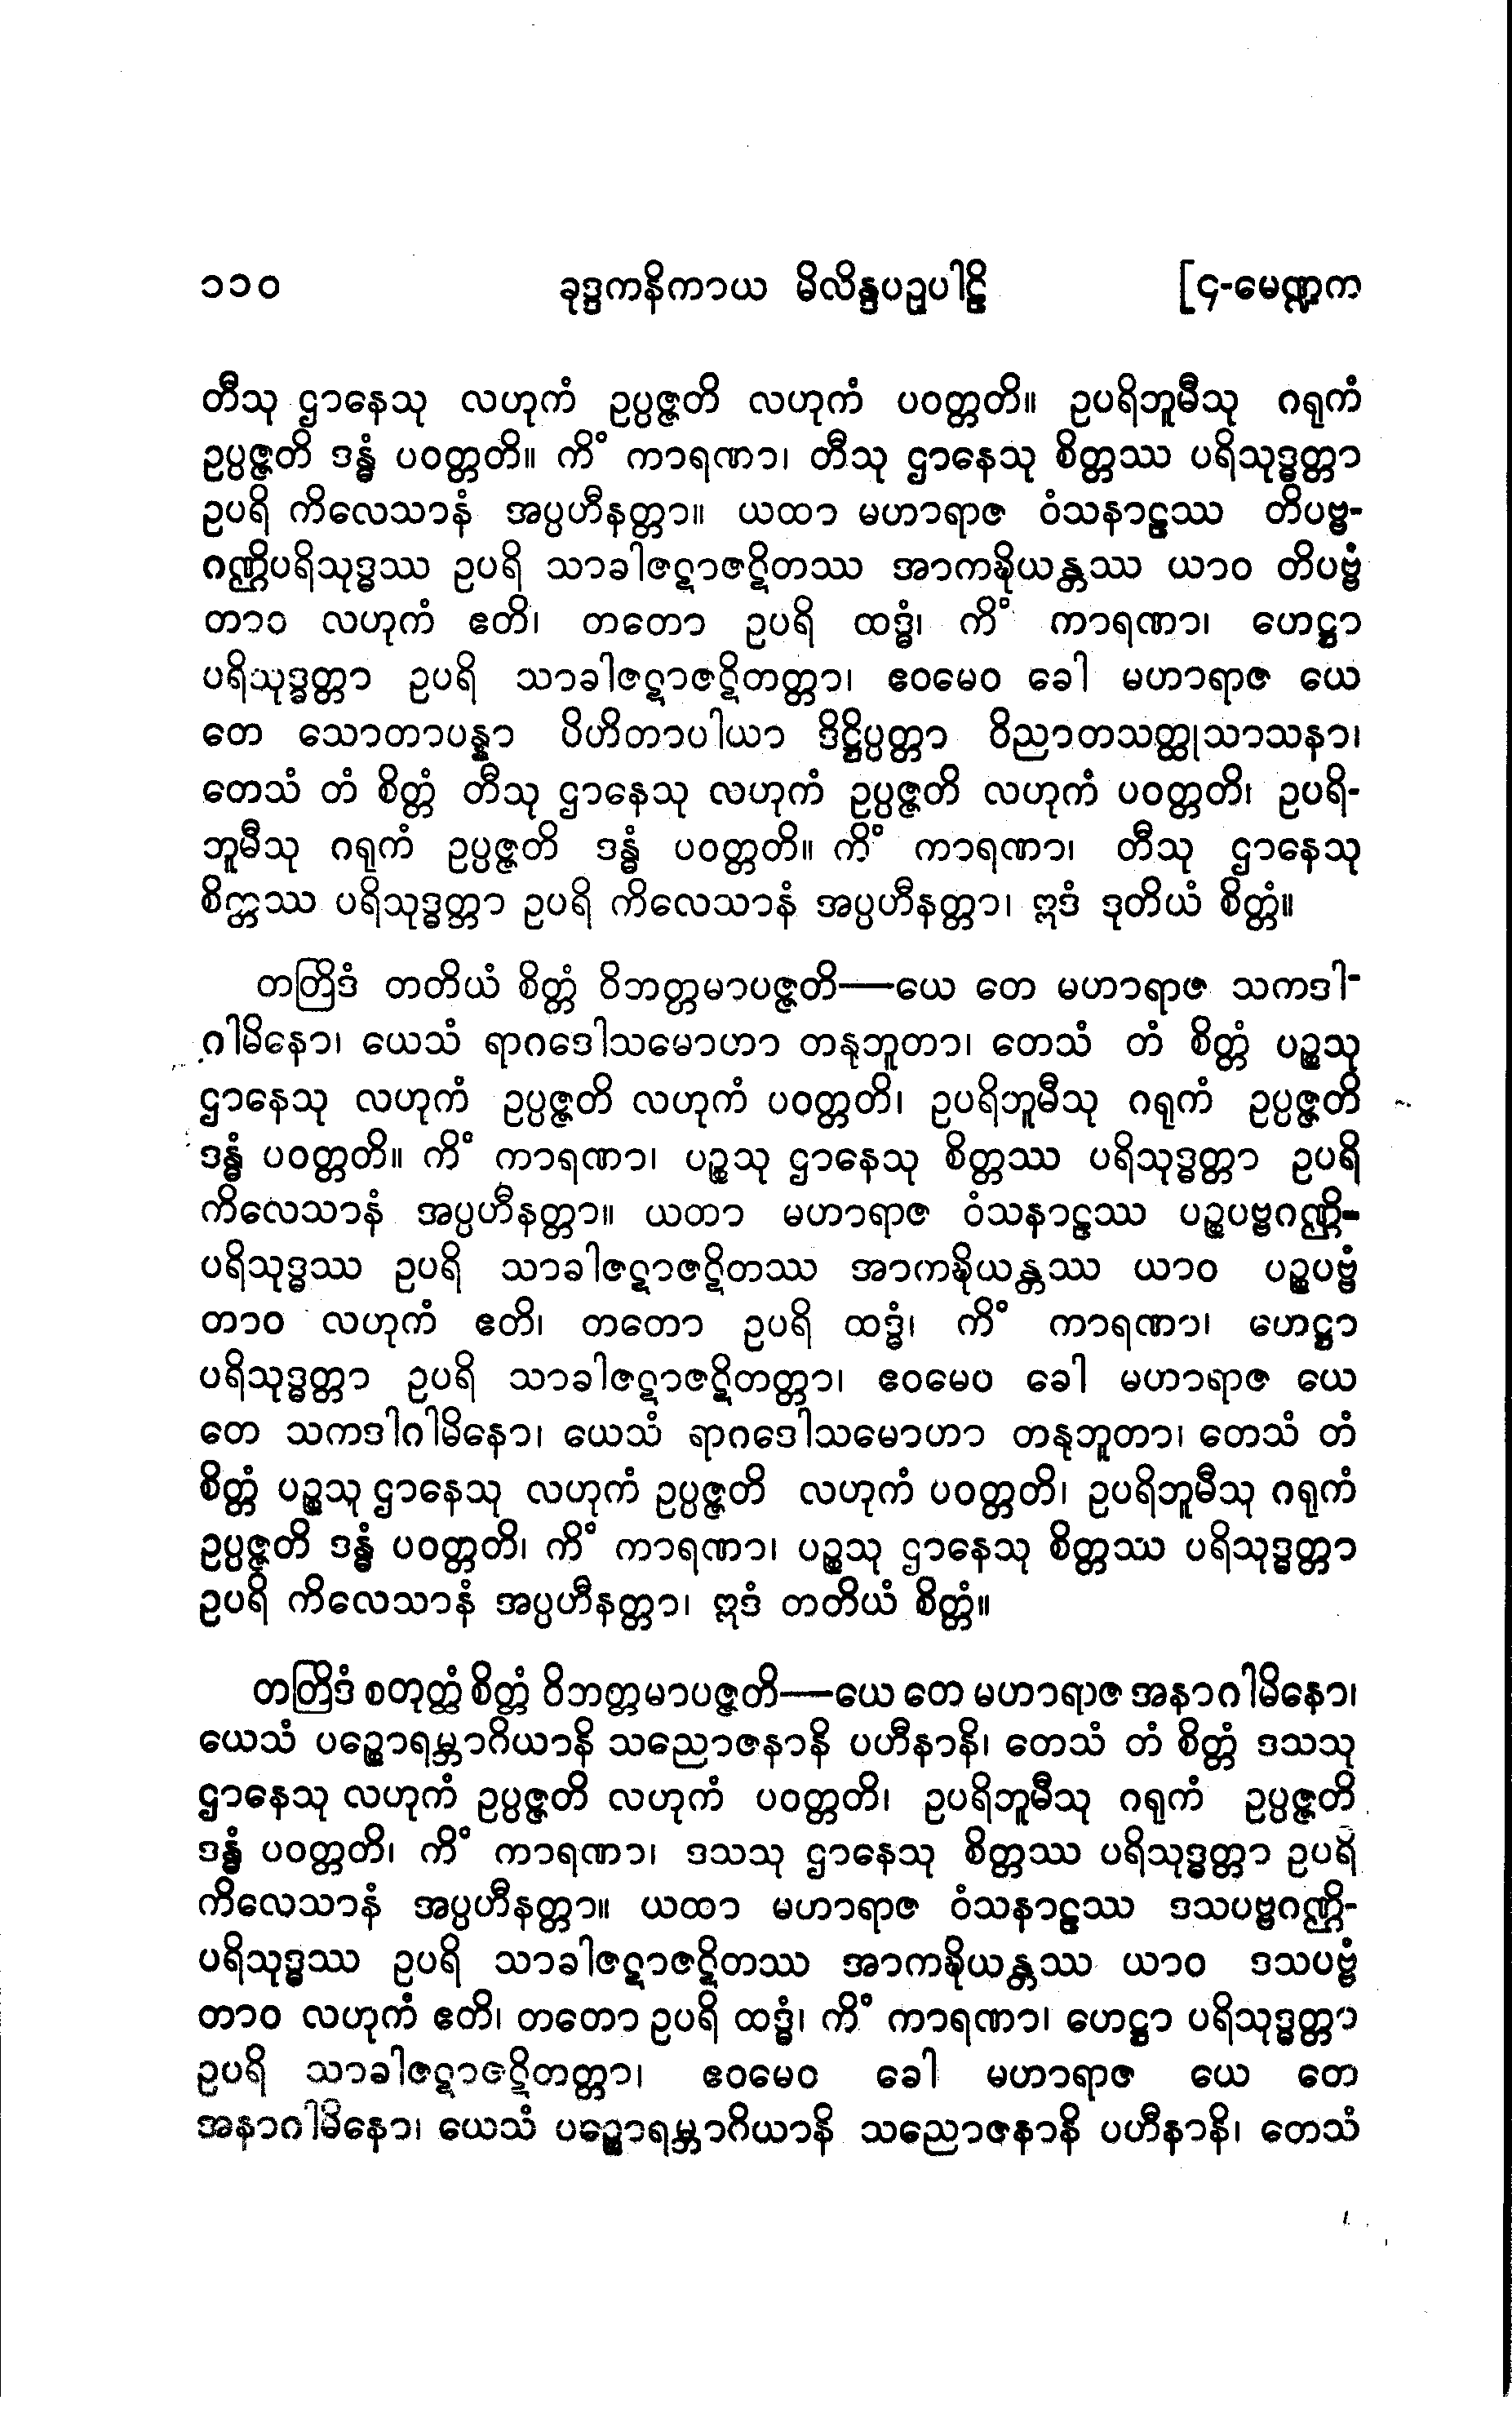 ၁၁၀ ခုဒ္ဒကနိကာယ မိလိန္ဒပဉှပါဠိ [၄-မေဏ္ဍက
တီသု ဌာနေသု လဟုကံ ဥပ္ပဇ္ဇတိ လဟုကံ ပဝတ္တတိ။ ဥပရိဘူမီသု ဂရုကံ
ဥပ္ပဇ္ဇတိ ဒန္ဓံ ပဝတ္တတိ။ ကိံ ကာရဏာ၊ တီသု ဌာနေသု စိတ္တဿ ပရိသုဒ္ဓတ္တာ
ဥပရိ ကိလေသာနံ အပ္ပဟီနတ္တာ။ ယထာ မဟာရာဇ ဝံသနာဠဿ တိပဗ္ဗ-
ဂဏ္ဌိပရိသုဒ္ဓဿ ဥပရိ သာခါဇဋာဇဋိတဿ အာကဍ္ဎိယန္တဿ ယာဝ တိပဗ္ဗံ
တာဝ လဟုကံ ဧတိ၊ တတော ဥပရိ ထဒ္ဓံ၊ ကိံ ကာရဏာ၊ ဟေဋ္ဌာ
ပရိသုဒ္ဓတ္တာ ဥပရိ သာခါဇဋာဇဋိတတ္တာ၊ ဧဝမေဝ ခေါ မဟာရာဇ ယေ
တေ သောတာပန္နာ ပိဟိတာပါယာ ဒိဋ္ဌိပ္ပတ္တာ ဝိညာတသတ္ထုသာသနာ၊
တေသံ တံ စိတ္တံ တီသု ဌာနေသု လဟုကံ ဥပ္ပဇ္ဇတိ လဟုကံ ပဝတ္တတိ၊ ဥပရိ-
ဘူမီသု ဂရုကံ ဥပ္ပဇ္ဇတိ ဒန္ဓံ ပဝတ္တတိ။ ကိံ ကာရဏာ၊ တီသု ဌာနေသု
စိတ္တဿ ပရိသုဒ္ဓတ္တာ ဥပရိ ကိလေသာနံ အပ္ပဟီနတ္တာ၊ ဣဒံ ဒုတိယံ စိတ္တံ။
တတြိဒံ တတိယံ စိတ္တံ ဝိဘတ္တမာပဇ္ဇတိ—ယေ တေ မဟာရာဇ သကဒါ-
ဂါမိနော၊ ယေသံ ရာဂဒေါသမောဟာ တနုဘူတာ၊ တေသံ တံ စိတ္တံ ပဉ္စသု
ဌာနေသု လဟုကံ ဥပ္ပဇ္ဇတိ လဟုကံ ပဝတ္တတိ၊ ဥပရိဘူမီသု ဂရုကံ ဥပ္ပဇ္ဇတိ
ဒန္ဓံ ပဝတ္တတိ။ ကိံ ကာရဏာ၊ ပဉ္စသု ဌာနေသု စိတ္တဿ ပရိသုဒ္ဓတ္တာ ဥပရိ
ကိလေသာနံ အပ္ပဟီနတ္တာ။ ယတာ မဟာရာဇ ဝံသနာဠဿ ပဉ္စပဗ္ဗဂဏ္ဌိ-
ပရိသုဒ္ဓဿ ဥပရိ သာခါဇဋာဇဋိတဿ အာကဍ္ဎိယန္တဿ ယာဝ ပဉ္စပဗ္ဗံ
တာဝ လဟုကံ ဧတိ၊ တတော ဥပရိ ထဒ္ဓံ၊ ကိံ ကာရဏာ၊ ဟေဋ္ဌာ
ပရိသုဒ္ဓတ္တာ ဥပရိ သာခါဇဋာဇဋိတတ္တာ၊ ဧဝမေဝ ခေါ မဟာရာဇ ယေ
တေ သကဒါဂါမိနော၊ ယေသံ ရာဂဒေါသမောဟာ တနုဘူတာ၊ တေသံ တံ
စိတ္တံ ပဉ္စသု ဌာနေသု လဟုကံ ဥပ္ပဇ္ဇတိ လဟုကံ ပဝတ္တတိ၊ ဥပရိဘူမီသု ဂရုကံ
ဥပ္ပဇ္ဇတိ ဒန္ဓံ ပဝတ္တတိ၊ ကိံ ကာရဏာ၊ ပဉ္စသု ဌာနေသု စိတ္တဿ ပရိသုဒ္ဓတ္တာ
ဥပရိ ကိလေသာနံ အပ္ပဟီနတ္တာ၊ ဣဒံ တတိယံ စိတ္တံ။
တတြိဒံ စတုတ္ထံ စိတ္တံ ဝိဘတ္တမာပဇ္ဇတိ—ယေ တေ မဟာရာဇ အနာဂါမိနော၊
ယေသံ ပဉ္စောရမ္ဘာဂိယာနိ သညောဇနာနိ ပဟီနာနိ၊ တေသံ တံ စိတ္တံ ဒသသု
ဌာနေသု လဟုကံ ဥပ္ပဇ္ဇတိ လဟုကံ ပဝတ္တတိ၊ ဥပရိဘူမီသု ဂရုကံ ဥပ္ပဇ္ဇတိ
ဒန္ဓံ ပဝတ္တတိ၊ ကိံ ကာရဏာ၊ ဒသသု ဌာနေသု စိတ္တဿ ပရိသုဒ္ဓတ္တာ ဥပရိ
ကိလေသာနံ အပ္ပဟီနတ္တာ။ ယထာ မဟာရာဇ ဝံသနာဠဿ ဒသပဗ္ဗဂဏ္ဌိ-
ပရိသုဒ္ဓဿ ဥပရိ သာခါဇဋာဇဋိတဿ အာကဍ္ဎိယန္တဿ ယာဝ ဒသပဗ္ဗံ
တာဝ လဟုကံ ဧတိ၊ တတော ဥပရိ ထဒ္ဓံ၊ ကိံ ကာရဏာ၊ ဟေဋ္ဌာ ပရိသုဒ္ဓတ္တာ
ဥပရိ သာခါဇဋာဇဋိတတ္တာ၊ ဧဝမေဝ ခေါ မဟာရာဇ ယေ တေ
အနာဂါမိနော၊ ယေသံ ပဉ္စောရမ္ဘာဂိယာနိ သညောဇနာနိ ပဟီနာနိ၊ တေသံ